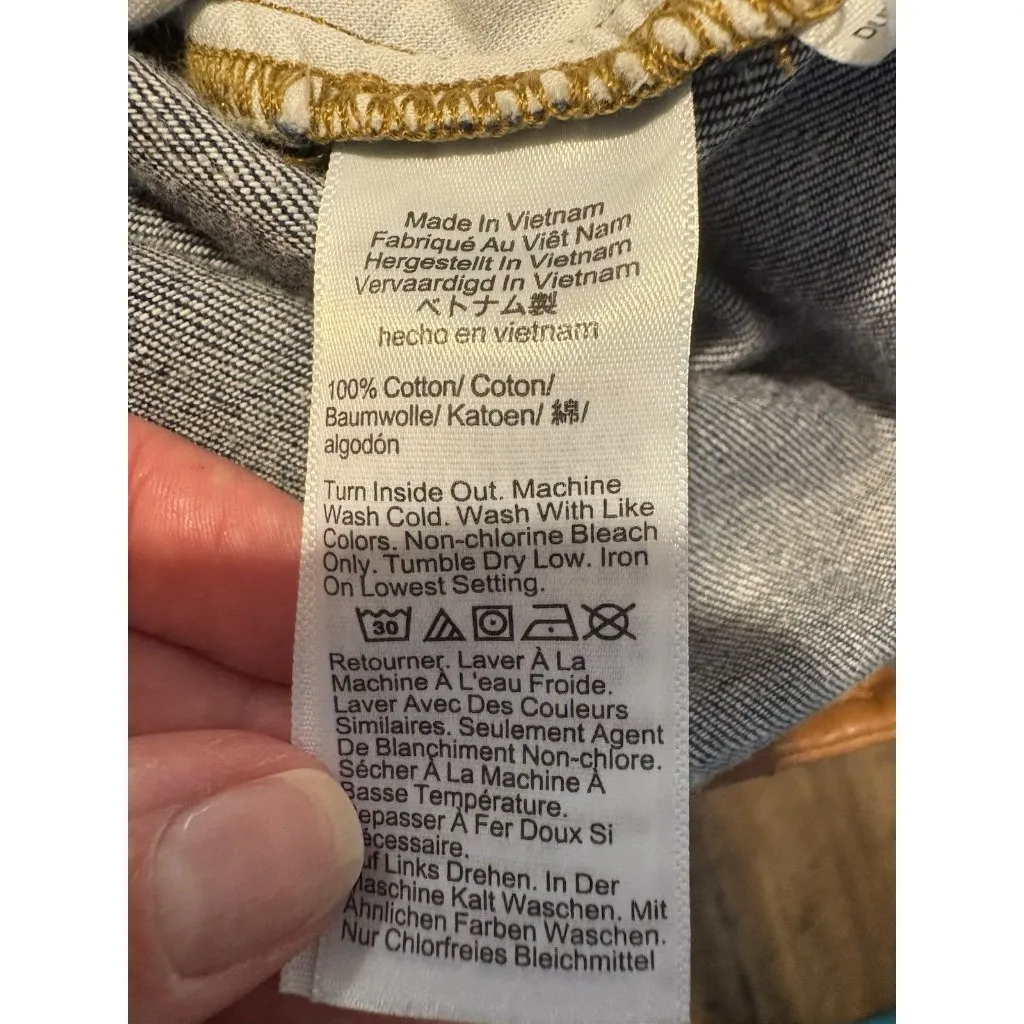 Made In Vietnam
Fabriqué Au Viêt Nam
Hergestellt In Vietnam
Vervaardigd In Vietnam
ベトナム製
hecho en vietnam
100% Cotton/ Coton/
Baumwolle/ Katoen/ 綿/
algodón
Turn Inside Out. Machine
Wash Cold. Wash With Like
Colors. Non-chlorine Bleach
Only. Tumble Dry Low. Iron
On Lowest Setting.
30
Retourner. Laver À La
Machine À L'eau Froide.
Laver Avec Des Couleurs
Similaires. Seulement Agent
De Blanchiment Non-chlore.
Sécher À La Machine À
Basse Température.
À Fer Doux Si
Links Drehen. In Der
Maschine Kalt Waschen. Mit
Ähnlichen Farben Waschen.
Nur Chlorfreies Bleichmittel